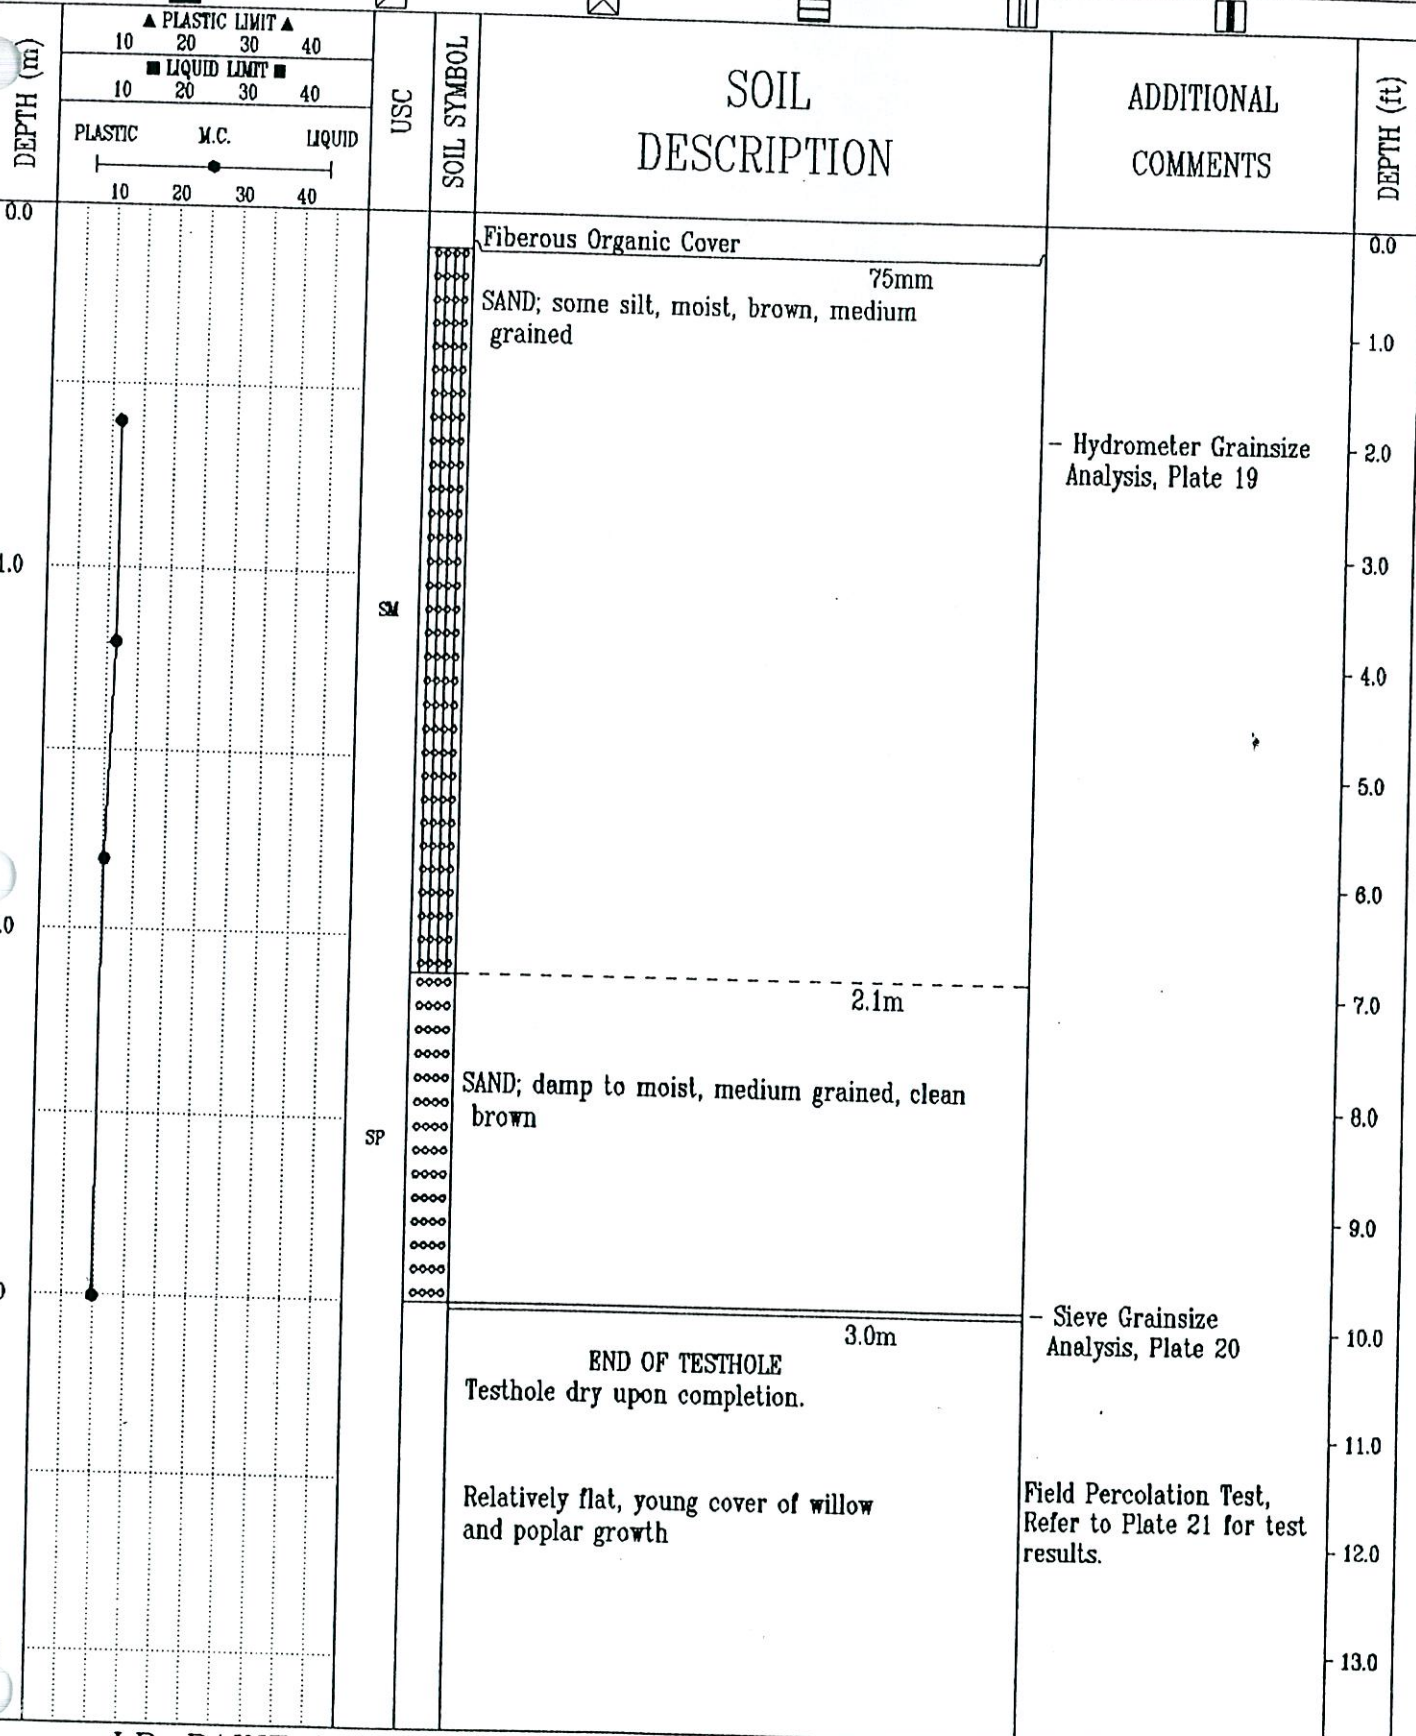 ▲ PLASTIC LIMIT ▲
10 20 30 40
■ LIQUID LIMIT ■
10 20 30 40
PLASTIC M.C. LIQUID
10 20 30 40
DEPTH (m)
USC
SOIL SYMBOL
SOIL
DESCRIPTION
ADDITIONAL
COMMENTS
DEPTH (ft)
0.0
0.0
Fiberous Organic Cover
75mm
SAND; some silt, moist, brown, medium
grained
1.0
- Hydrometer Grainsize
Analysis, Plate 19
2.0
1.0
3.0
SM
4.0
5.0
6.0
.0
2.1m
7.0
SAND; damp to moist, medium grained, clean
brown
8.0
SP
9.0
0
- Sieve Grainsize
Analysis, Plate 20
3.0m
10.0
END OF TESTHOLE
Testhole dry upon completion.
11.0
Relatively flat, young cover of willow
and poplar growth
Field Percolation Test,
Refer to Plate 21 for test
results.
12.0
13.0